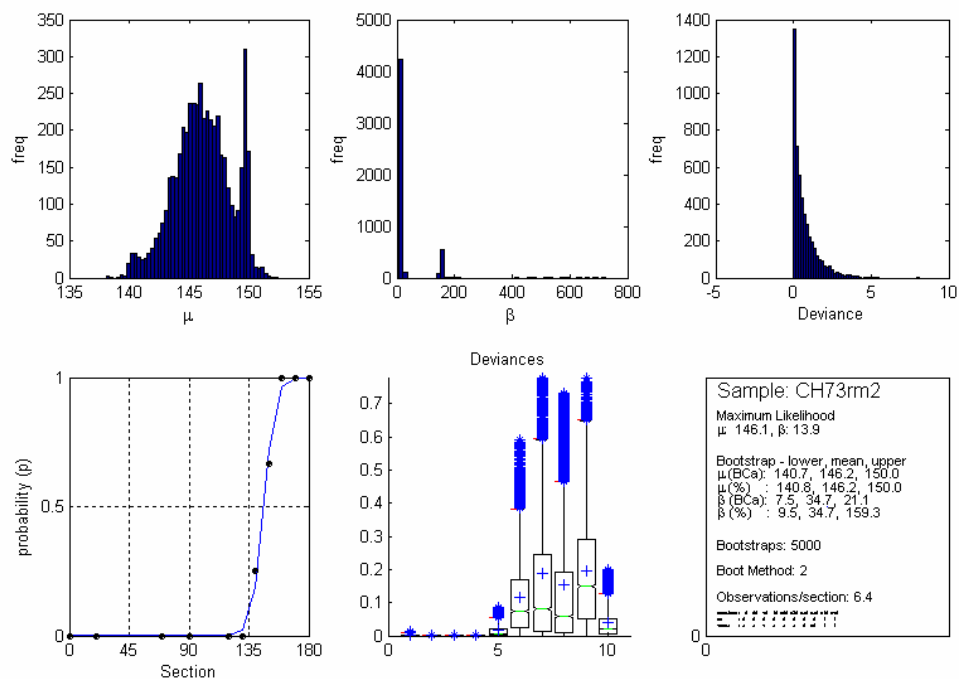 350
300
250
200
150
100
50
0
freq
135 140 145 150 155
μ
5000
4000
3000
2000
1000
0
freq
0 200 400 600 800
β
1400
1200
1000
800
600
400
200
0
freq
-5 0 5 10
Deviance
1
0.5
0
probability (p)
0 45 90 135 180
Section
Deviances
0.7
0.6
0.5
0.4
0.3
0.2
0.1
0
0 5 10
Sample: CH73rm2
Maximum Likelihood
μ: 146.1, β: 13.9
Bootstrap - lower, mean, upper
μ(BCa): 140.7, 146.2, 150.0
μ(%) : 140.8, 146.2, 150.0
β (BCa): 7.5, 34.7, 21.1
β (%) : 9.5, 34.7, 159.3
Bootstraps: 5000
Boot Method: 2
Observations/section: 6.4
0